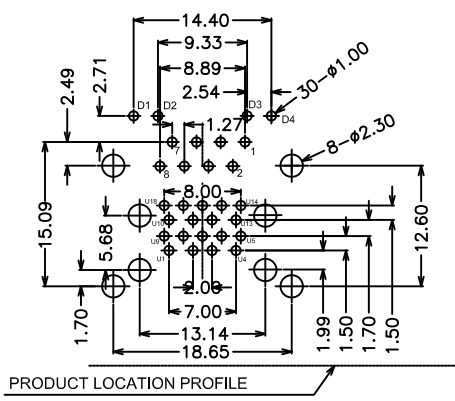 14.40
9.33
8.89
2.54
2.49
2.71
30-ø1.00
D1 D2 D3 D4
1.27
8-ø2.30
7 1
8 2
8.00
U18 U14
U10 U13
U9 U5
U1 U4
15.09
5.68
12.60
2.00
7.00
1.70
13.14
18.65
1.99
1.50
1.70
1.50
PRODUCT LOCATION PROFILE